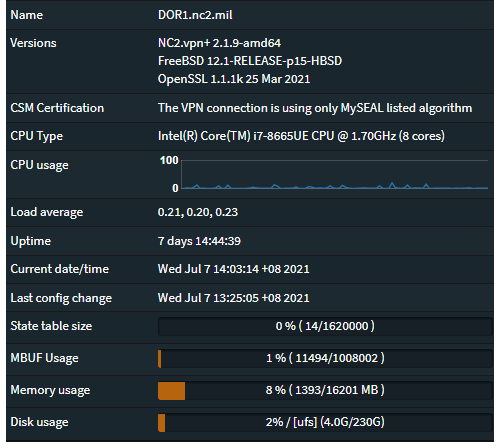 Name DOR1.nc2.mil
Versions NC2.vpn+ 2.1.9-amd64
FreeBSD 12.1-RELEASE-p15-HBSD
OpenSSL 1.1.1k 25 Mar 2021
CSM Certification The VPN connection is using only MySEAL listed algorithm
CPU Type Intel(R) Core(TM) i7-8665UE CPU @ 1.70GHz (8 cores)
CPU usage 100
0
Load average 0.21, 0.20, 0.23
Uptime 7 days 14:44:39
Current date/time Wed Jul 7 14:03:14 +08 2021
Last config change Wed Jul 7 13:25:05 +08 2021
State table size 0 % ( 14/1620000 )
MBUF Usage 1 % ( 11494/1008002 )
Memory usage 8 % ( 1393/16201 MB )
Disk usage 2% / [ufs] (4.0G/230G)